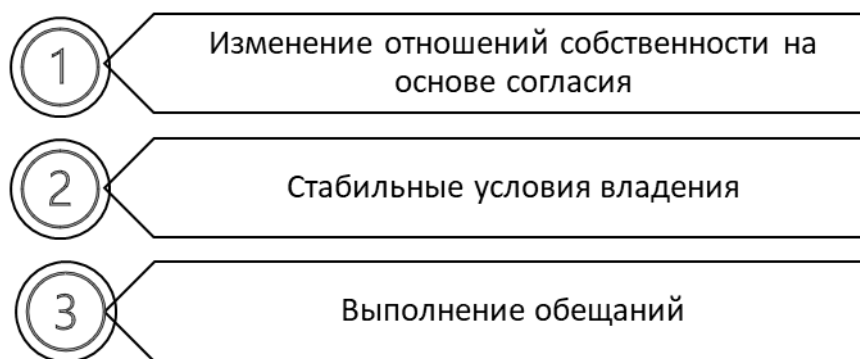 1
Изменение отношений собственности на
основе согласия
2
Стабильные условия владения
3
Выполнение обещаний